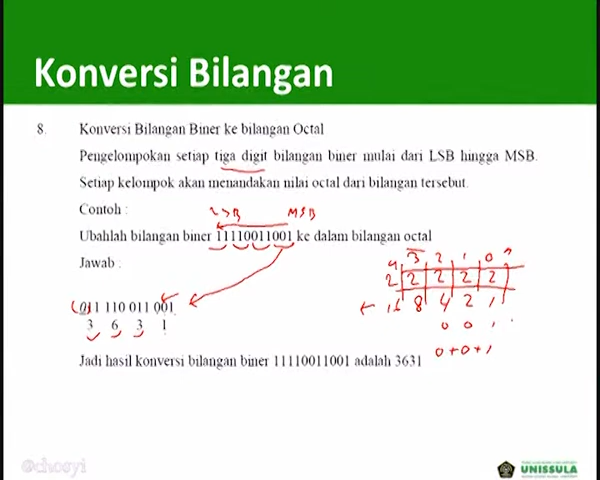 Konversi Bilangan
8. Konversi Bilangan Biner ke bilangan Octal
Pengelompokan setiap tiga digit bilangan biner mulai dari LSB hingga MSB.
Setiap kelompok akan menandakan nilai octal dari bilangan tersebut.
Contoh :
LSB MSB
Ubahlah bilangan biner 11110011001 ke dalam bilangan octal
Jawab :
4 3 2 1 0
2 2 2 2 2
16 8 4 2 1
0 0 1
0+0+1
011 110 011 001
3 6 3 1
Jadi hasil konversi bilangan biner 11110011001 adalah 3631
@chosyi
UNISSULA